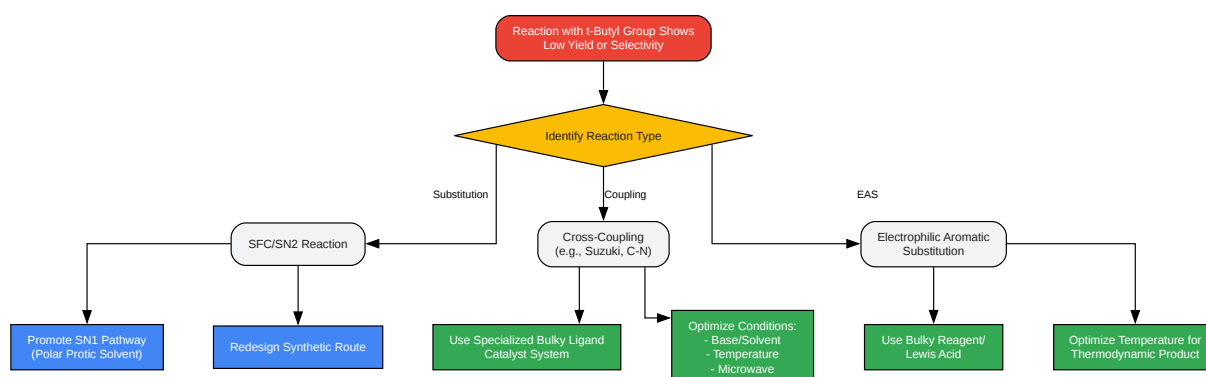 Reaction with t-Butyl Group Shows
Low Yield or Selectivity
Identify Reaction Type
Substitution
Coupling
EAS
SFC/SN2 Reaction
Cross-Coupling
(e.g., Suzuki, C-N)
Electrophilic Aromatic
Substitution
Promote SN1 Pathway
(Polar Protic Solvent)
Redesign Synthetic Route
Use Specialized Bulky Ligand
Catalyst System
Optimize Conditions:
- Base/Solvent
- Temperature
- Microwave
Use Bulky Reagent/
Lewis Acid
Optimize Temperature for
Thermodynamic Product